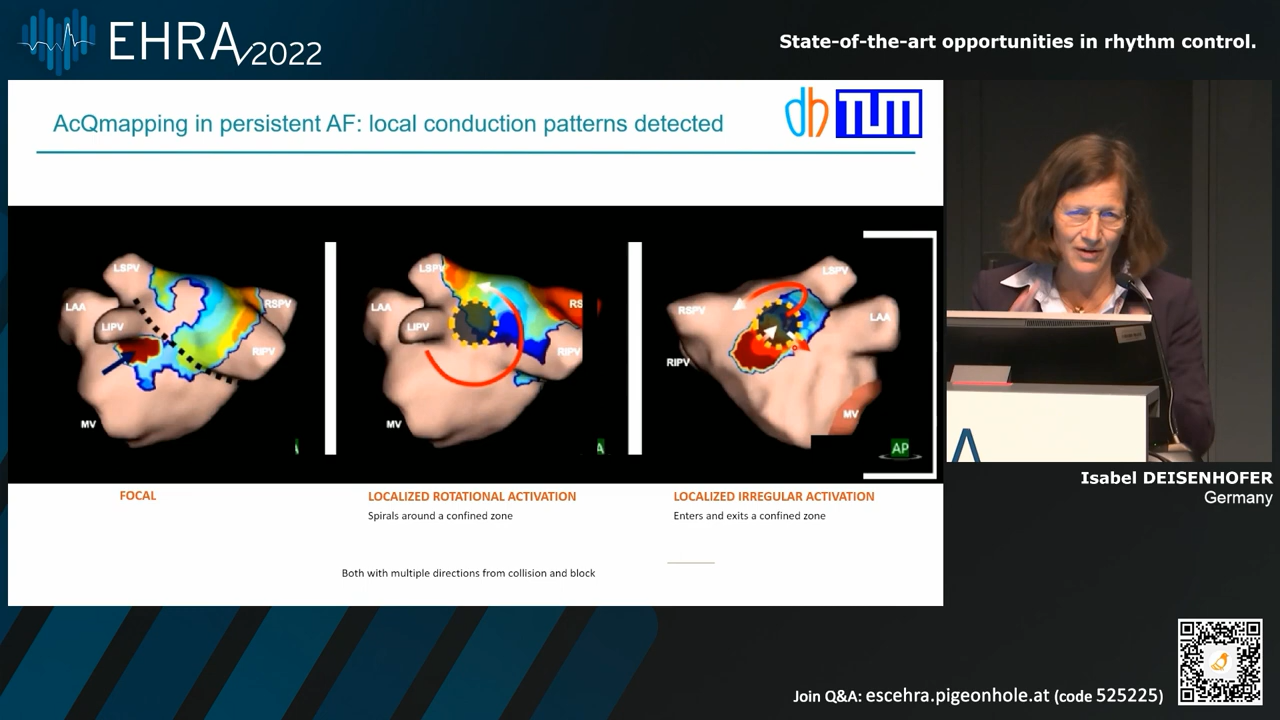 EHRA 2022
State-of-the-art opportunities in rhythm control.
AcQmapping in persistent AF: local conduction patterns detected
dh TUM
LSPV
LAA
LIPV
RSPV
RIPV
MV
LSPV
LAA
LIPV
RS
RIPV
MV
A
LSPV
RSPV
LAA
RIPV
MV
AP
FOCAL
LOCALIZED ROTATIONAL ACTIVATION
Spirals around a confined zone
LOCALIZED IRREGULAR ACTIVATION
Enters and exits a confined zone
Both with multiple directions from collision and block
Isabel DEISENHOFER
Germany
Join Q&A: escehra.pigeonhole.at (code 525225)